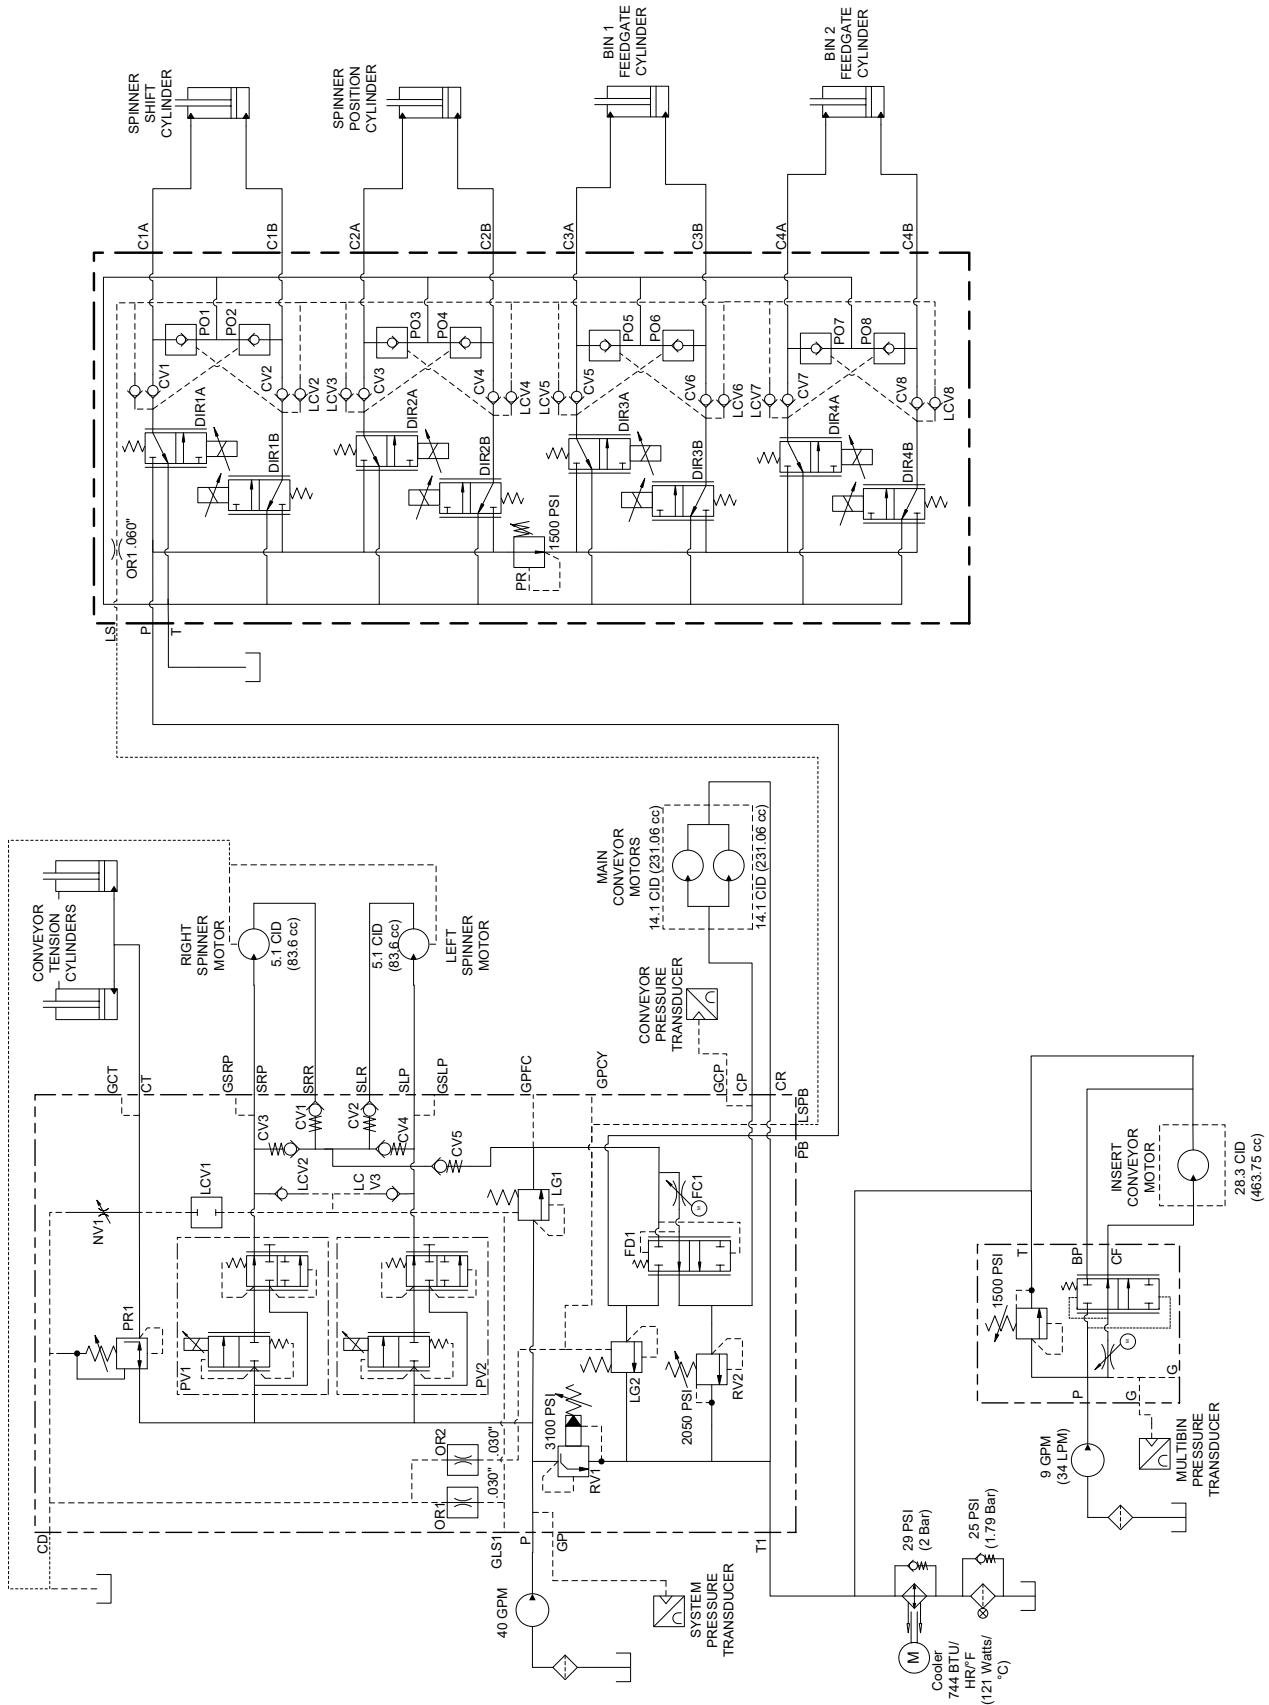 SPINNER
SHIFT
CYLINDER
SPINNER
POSITION
CYLINDER
BIN 1
FEEDGATE
CYLINDER
BIN 2
FEEDGATE
CYLINDER
C1A
C1B
C2A
C2B
C3A
C3B
C4A
C4B
CV1
PO1
PO2
CV2
LCV2
LCV3
CV3
PO3
PO4
CV4
LCV4
LCV5
CV5
PO5
PO6
CV6
LCV6
LCV7
CV7
PO7
PO8
CV8
LCV8
DIR1A
DIR1B
DIR2A
DIR2B
DIR3A
DIR3B
DIR4A
DIR4B
OR1 .060"
PR
1500 PSI
LS
P
T
CONVEYOR
TENSION
CYLINDERS
RIGHT
SPINNER
MOTOR
5.1 CID
(83.6 cc)
5.1 CID
(83.6 cc)
LEFT
SPINNER
MOTOR
MAIN
CONVEYOR
MOTORS
14.1 CID (231.06 cc)
14.1 CID (231.06 cc)
CONVEYOR
PRESSURE
TRANSDUCER
GCT
CT
GSRP
SRP
SRR
SLR
SLP
GSLP
GPFC
GPCY
GCP
CP
CR
LSPB
PB
CV3
CV1
CV2
CV4
CV5
LCV2
LC
V3
LCV1
NV1
LG1
FC1
M
FD1
PR1
PV1
PV2
LG2
RV2
2050 PSI
3100 PSI
RV1
OR2
.030"
OR1
.030"
CD
GLS1
P
GP
T1
40 GPM
SYSTEM
PRESSURE
TRANSDUCER
INSERT
CONVEYOR
MOTOR
28.3 CID
(463.75 cc)
T
BP
CF
1500 PSI
M
P
G
G
9 GPM
(34 LPM)
MULTIBIN
PRESSURE
TRANSDUCER
29 PSI
(2 Bar)
25 PSI
(1.79 Bar)
M
Cooler
744 BTU/
HR/°F
(121 Watts/
°C)